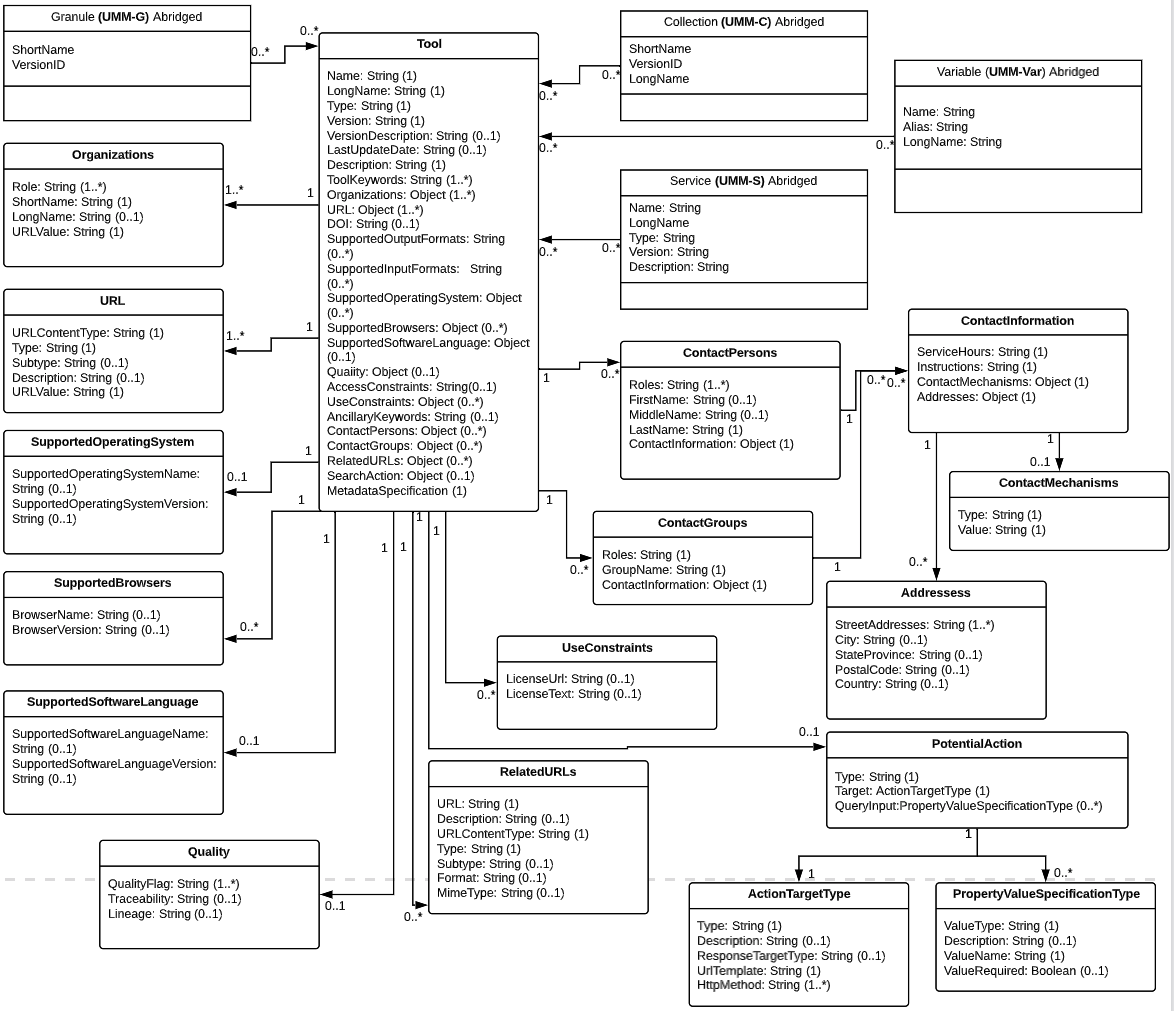 Granule (UMM-G) Abridged
ShortName
VersionID
0..*
0..*
Tool
Name: String (1)
LongName: String (1)
Type: String (1)
Version: String (1)
VersionDescription: String (0..1)
LastUpdateDate: String (0..1)
Description: String (1)
ToolKeywords: String (1..*)
Organizations: Object (1..*)
URL: Object (1..*)
DOI: String (0..1)
SupportedOutputFormats: String
(0..*)
SupportedInputFormats: String
(0..*)
SupportedOperatingSystem: Object
(0..*)
SupportedBrowsers: Object (0..*)
SupportedSoftwareLanguage: Object
(0..1)
Quaiity: Object (0..1)
AccessConstraints: String(0..1)
UseConstraints: Object (0..*)
AncillaryKeywords: String (0..1)
ContactPersons: Object (0..*)
ContactGroups: Object (0..*)
RelatedURLs: Object (0..*)
SearchAction: Object (0..1)
MetadataSpecification (1)
Collection (UMM-C) Abridged
ShortName
VersionID
LongName
0..*
0..*
Variable (UMM-Var) Abridged
Name: String
Alias: String
LongName: String
0..*
0..*
Service (UMM-S) Abridged
Name: String
LongName
Type: String
Version: String
Description: String
0..*
0..*
Organizations
Role: String (1..*)
ShortName: String (1)
LongName: String (0..1)
URLValue: String (1)
1..*
1
URL
URLContentType: String (1)
Type: String (1)
Subtype: String (0..1)
Description: String (0..1)
URLValue: String (1)
1..*
1
SupportedOperatingSystem
SupportedOperatingSystemName:
String (0..1)
SupportedOperatingSystemVersion:
String (0..1)
0..1
1
SupportedBrowsers
BrowserName: String (0..1)
BrowserVersion: String (0..1)
0..*
1
SupportedSoftwareLanguage
SupportedSoftwareLanguageName:
String (0..1)
SupportedSoftwareLanguageVersion:
String (0..1)
0..1
1
Quality
QualityFlag: String (1..*)
Traceability: String (0..1)
Lineage: String (0..1)
0..1
1
ContactPersons
Roles: String (1..*)
FirstName: String (0..1)
MiddleName: String (0..1)
LastName: String (1)
ContactInformation: Object (1)
1
0..*
1
ContactInformation
ServiceHours: String (1)
Instructions: String (1)
ContactMechanisms: Object (1)
Addresses: Object (1)
0..*
0..*
1
1
0..1
ContactMechanisms
Type: String (1)
Value: String (1)
ContactGroups
Roles: String (1)
GroupName: String (1)
ContactInformation: Object (1)
1
0..*
1
0..*
Addressess
StreetAddresses: String (1..*)
City: String (0..1)
StateProvince: String (0..1)
PostalCode: String (0..1)
Country: String (0..1)
UseConstraints
LicenseUrl: String (0..1)
LicenseText: String (0..1)
1
0..*
RelatedURLs
URL: String (1)
Description: String (0..1)
URLContentType: String (1)
Type: String (1)
Subtype: String (0..1)
Format: String (0..1)
MimeType: String (0..1)
1
0..*
1
0..1
PotentialAction
Type: String (1)
Target: ActionTargetType (1)
QueryInput:PropertyValueSpecificationType (0..*)
1
1
0..*
ActionTargetType
Type: String (1)
Description: String (0..1)
ResponseTargetType: String (0..1)
UrlTemplate: String (1)
HttpMethod: String (1..*)
PropertyValueSpecificationType
ValueType: String (1)
Description: String (0..1)
ValueName: String (1)
ValueRequired: Boolean (0..1)